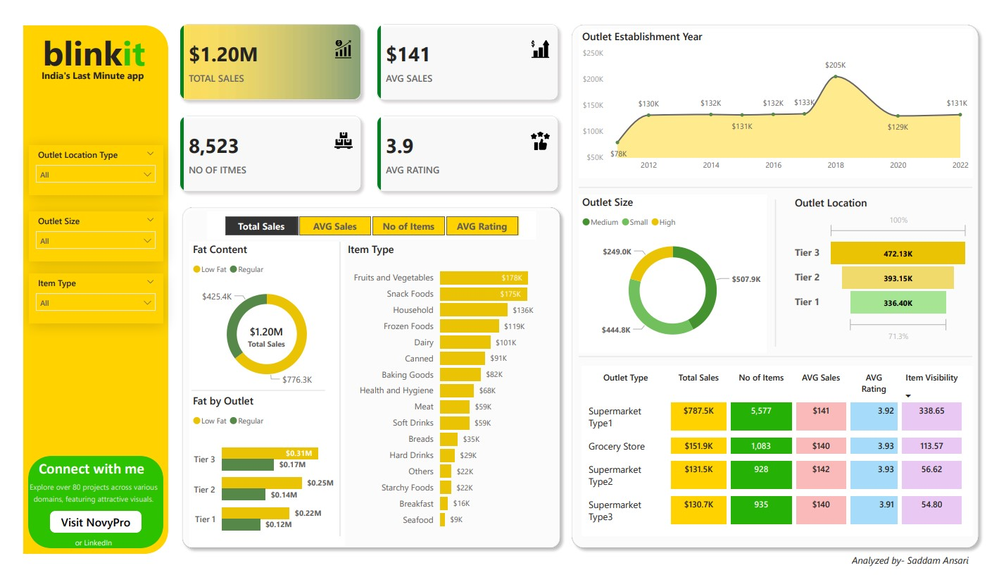 blinkit
India's Last Minute app
Outlet Location Type
All
Outlet Size
All
Item Type
All
Connect with me
Explore over 80 projects across various
domains, featuring attractive visuals.
Visit NovyPro
or LinkedIn
$1.20M
TOTAL SALES
$141
AVG SALES
8,523
NO OF ITMES
3.9
AVG RATING
Total Sales AVG Sales No of Items AVG Rating
Fat Content
Low Fat Regular
$425.4K
$1.20M
Total Sales
$776.3K
Fat by Outlet
Low Fat Regular
Tier 3 $0.31M
$0.17M
Tier 2 $0.25M
$0.14M
Tier 1 $0.22M
$0.12M
Item Type
Fruits and Vegetables $178K
Snack Foods $175K
Household $136K
Frozen Foods $119K
Dairy $101K
Canned $91K
Baking Goods $82K
Health and Hygiene $68K
Meat $59K
Soft Drinks $59K
Breads $35K
Hard Drinks $29K
Others $22K
Starchy Foods $22K
Breakfast $16K
Seafood $9K
Outlet Establishment Year
$250K
$200K
$150K
$100K
$50K
$78K
$130K
$132K
$131K
$132K
$133K
$205K
$129K
$131K
2012 2014 2016 2018 2020 2022
Outlet Size
Medium Small High
$249.0K
$507.9K
$444.8K
Outlet Location
100%
Tier 3 472.13K
Tier 2 393.15K
Tier 1 336.40K
71.3%
Outlet Type Total Sales No of Items AVG Sales AVG Item Visibility
Rating
Supermarket $787.5K 5,577 $141 3.92 338.65
Type1
Grocery Store $151.9K 1,083 $140 3.93 113.57
Supermarket $131.5K 928 $142 3.93 56.62
Type2
Supermarket $130.7K 935 $140 3.91 54.80
Type3
Analyzed by- Saddam Ansari